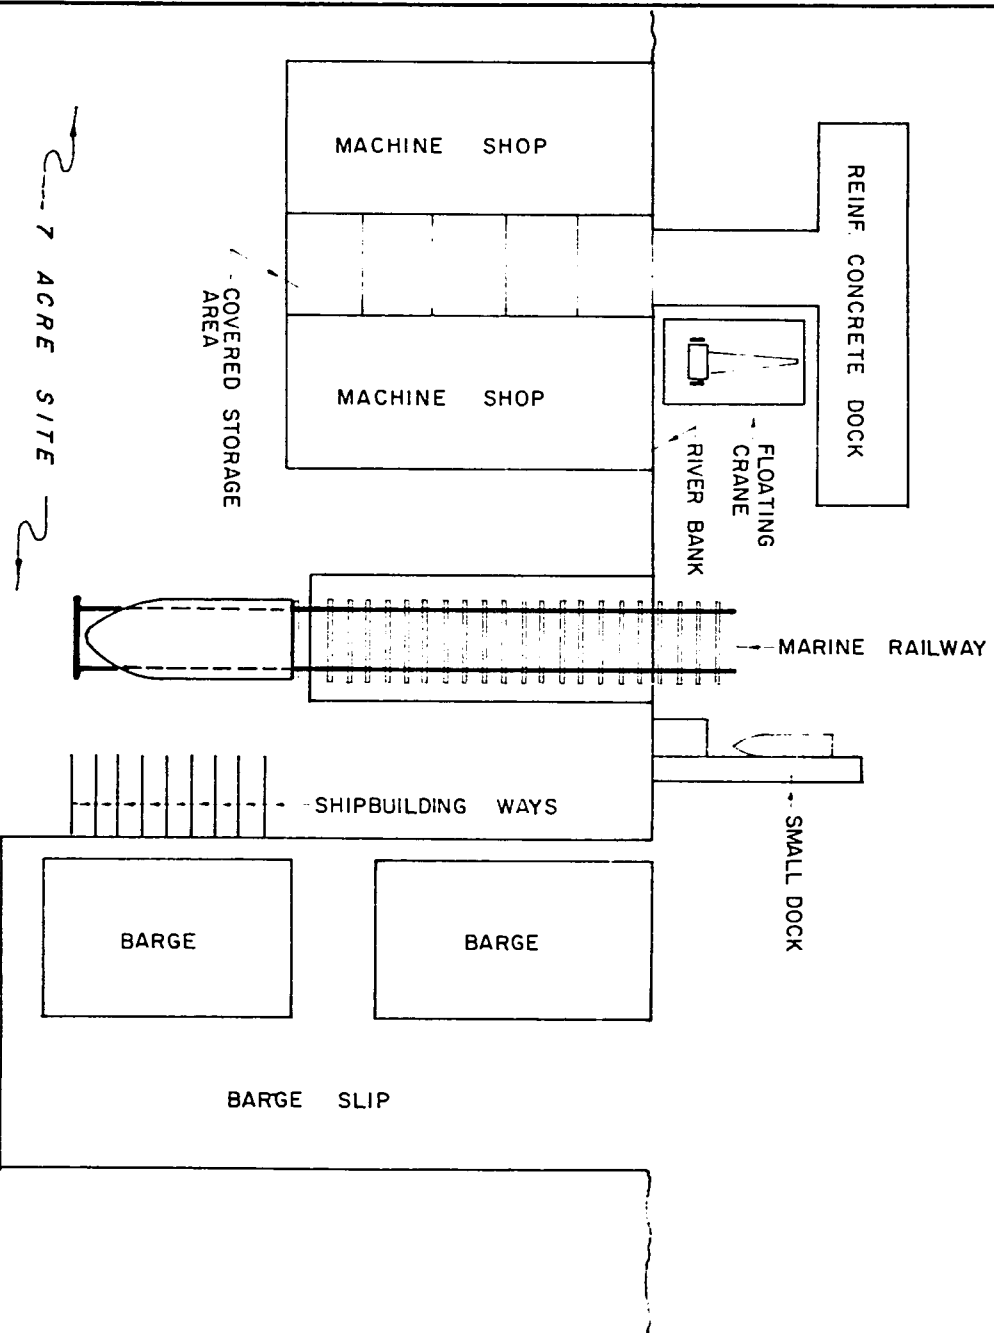 MACHINE SHOP
REINF. CONCRETE DOCK
7 ACRE SITE
COVERED STORAGE
AREA
MACHINE SHOP
FLOATING
CRANE
RIVER BANK
MARINE RAILWAY
SHIPBUILDING WAYS
SMALL DOCK
BARGE
BARGE
BARGE SLIP